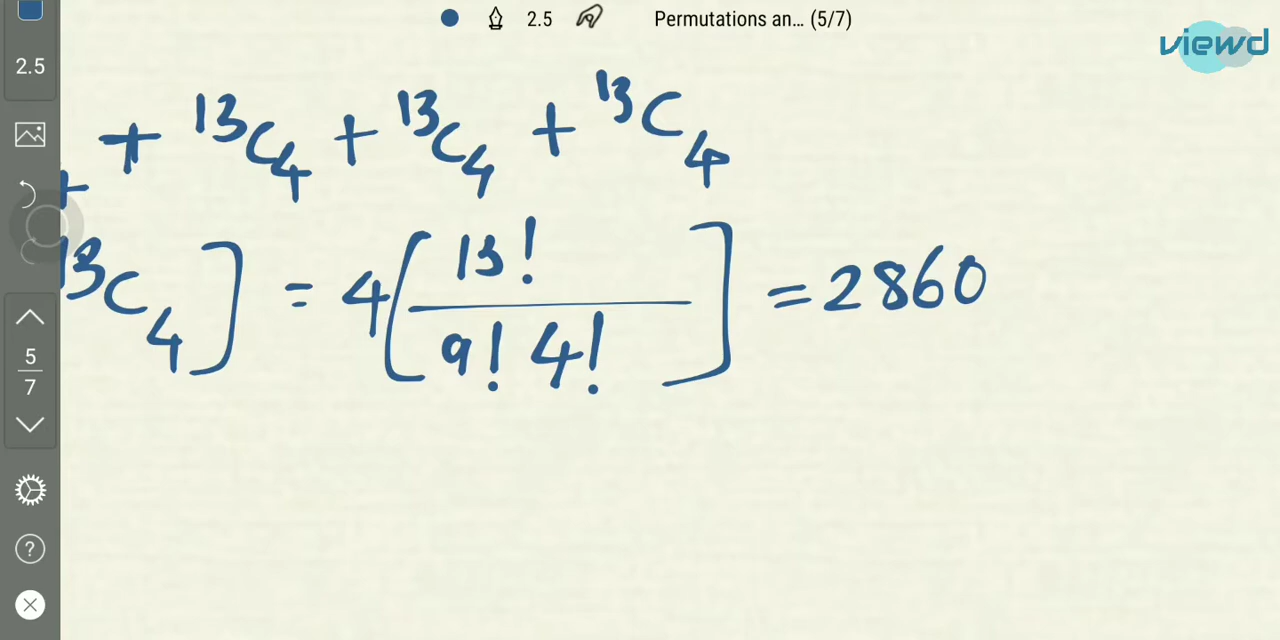 2.5 Permutations an... (5/7)
viewd
2.5
+ ¹³C₄ + ¹³C₄ + ¹³C₄
+
¹³C₄] = 4[13!/9! 4!] = 2860
5
7
?